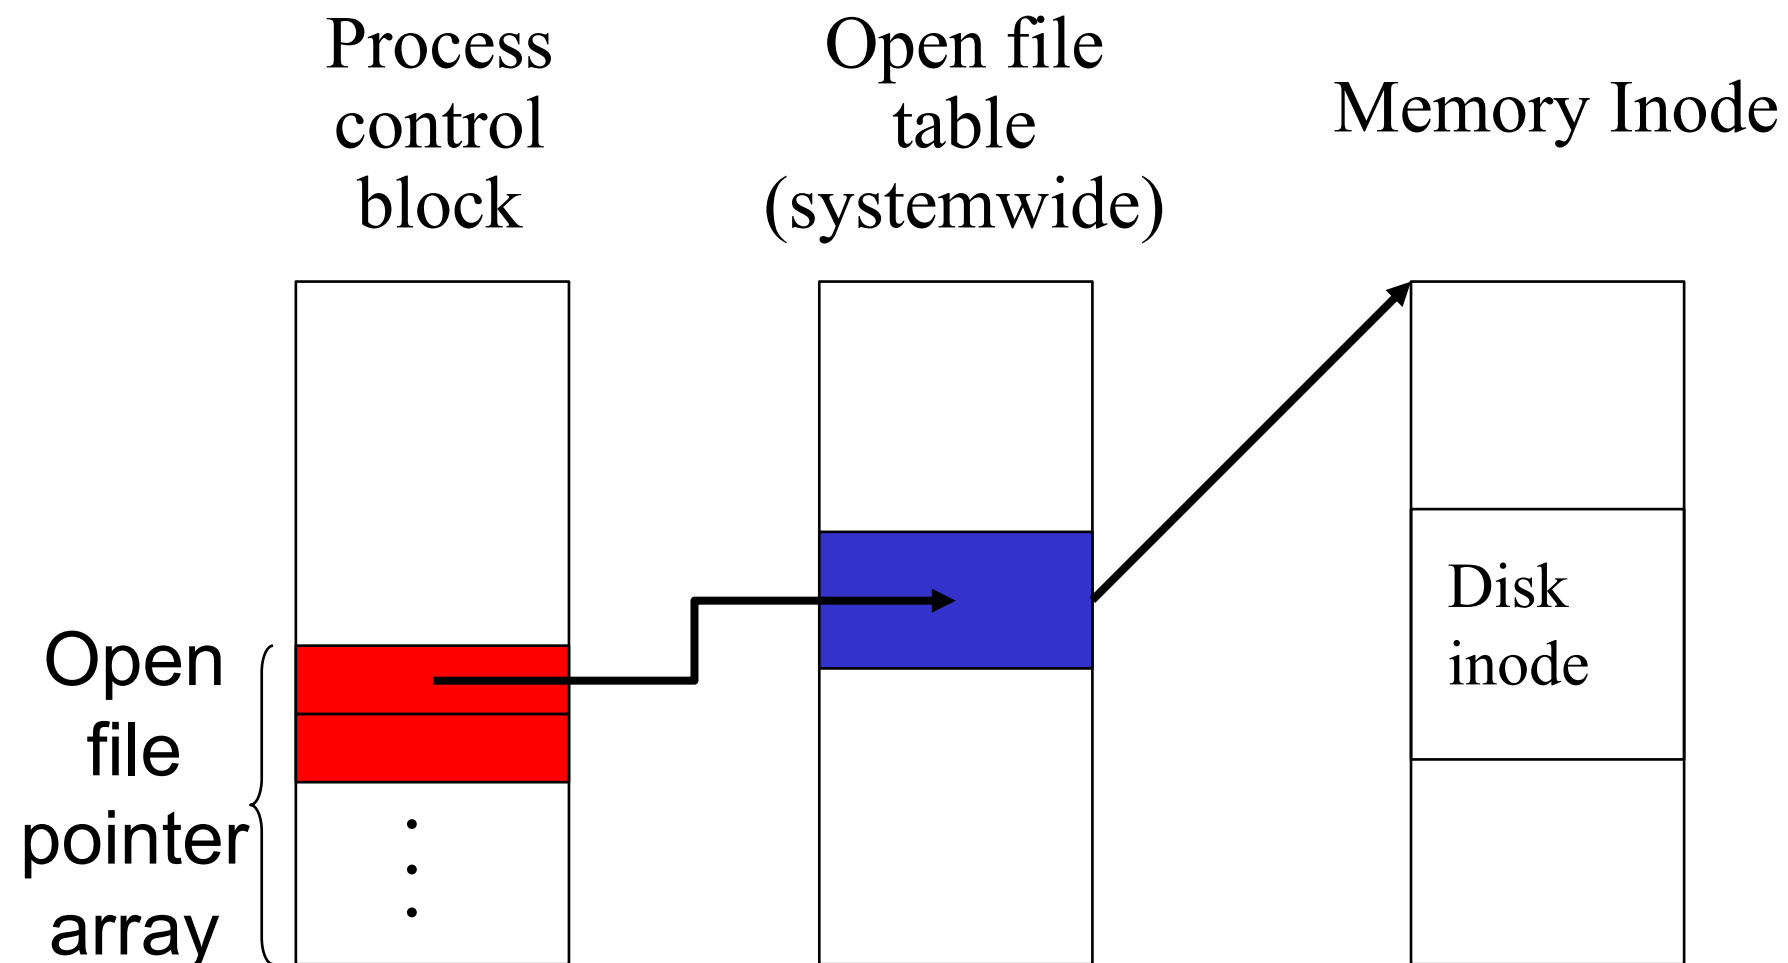 Process
control
block
Open file
table
(systemwide)
Memory Inode
Open
file
pointer
array
Disk
inode